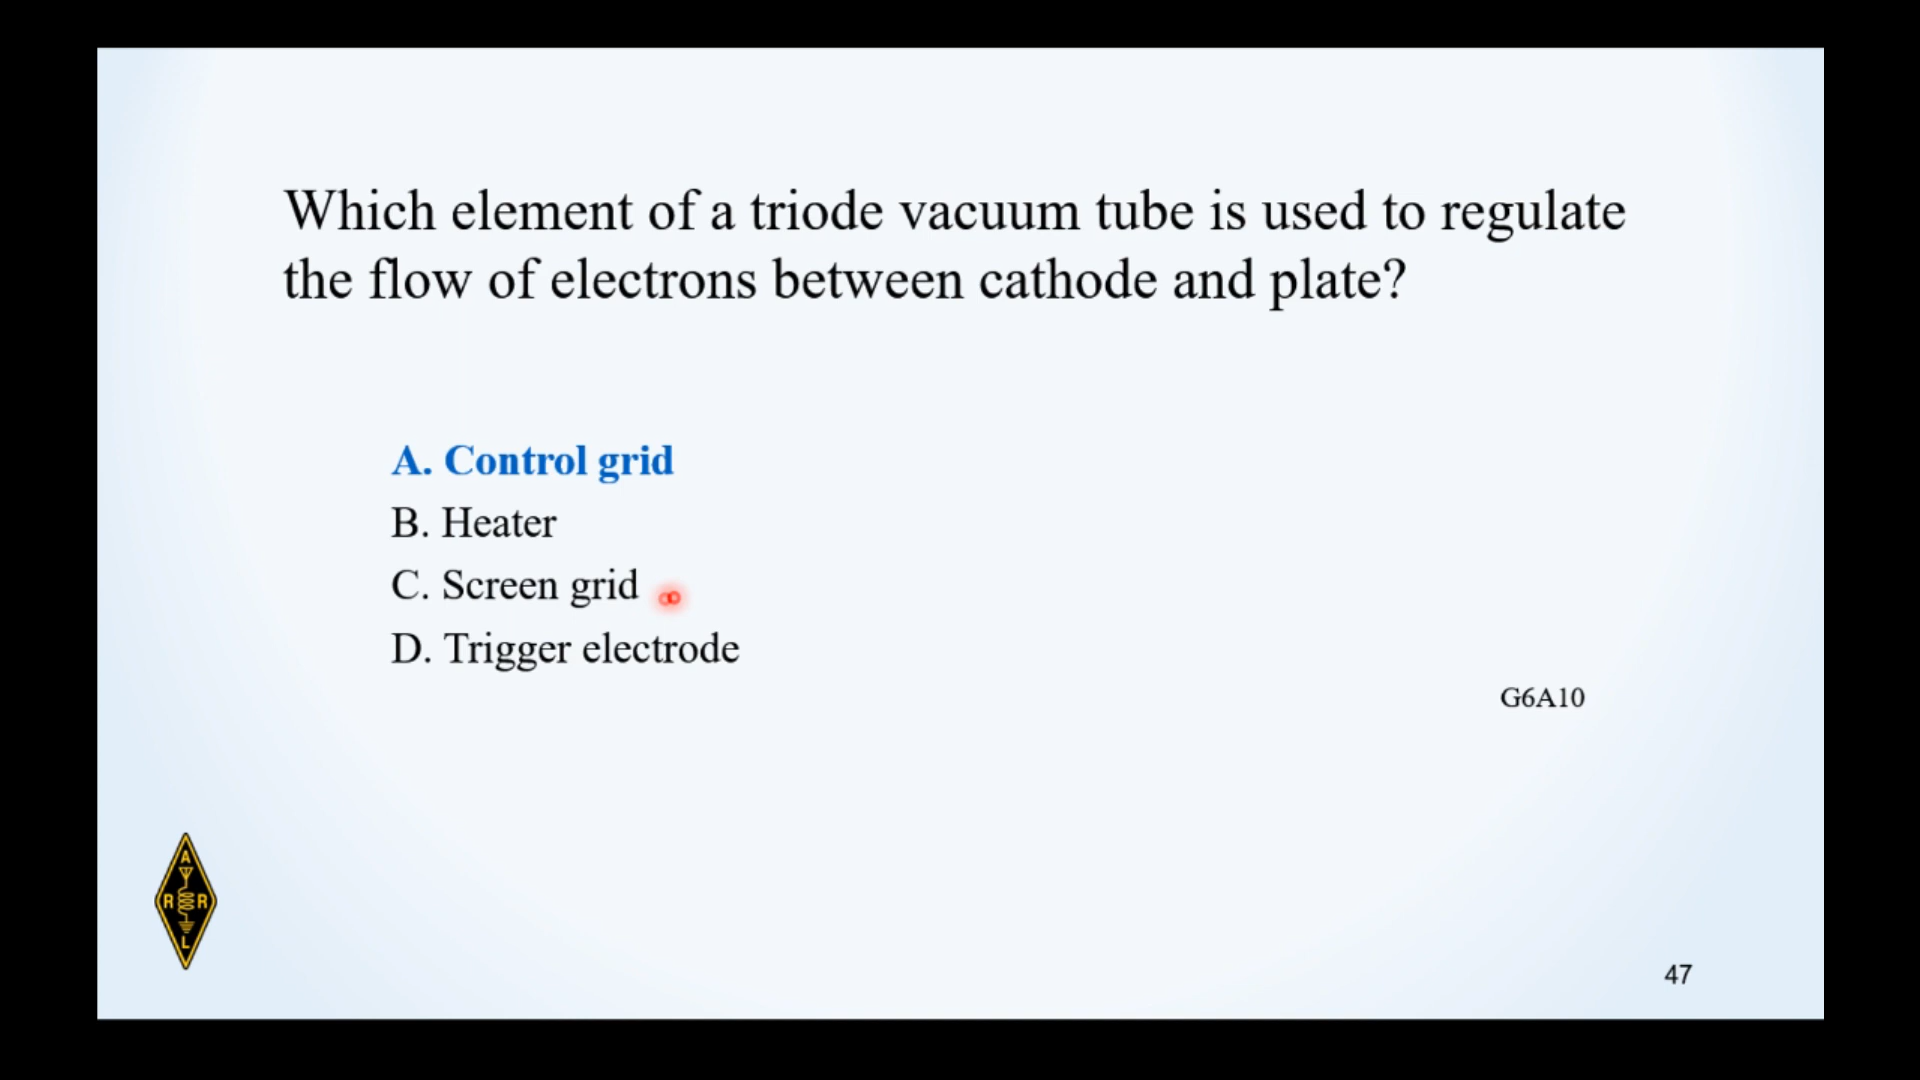 Which element of a triode vacuum tube is used to regulate
the flow of electrons between cathode and plate?
A. Control grid
B. Heater
C. Screen grid
D. Trigger electrode
G6A10
A
R R
L
47